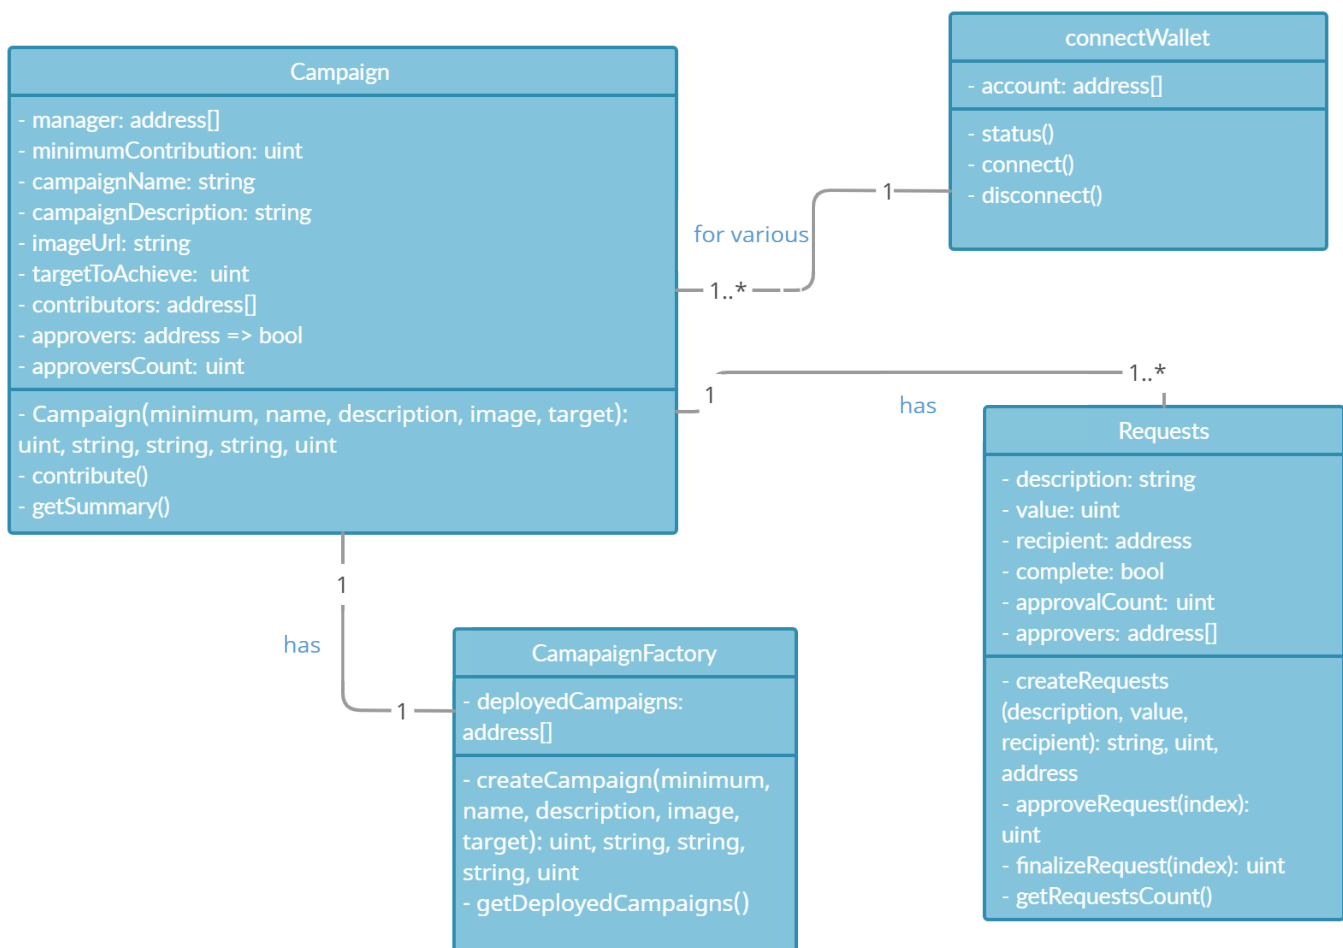 Campaign
- manager: address[]
- minimumContribution: uint
- campaignName: string
- campaignDescription: string
- imageUrl: string
- targetToAchieve:  uint
- contributors: address[]
- approvers: address => bool
- approversCount: uint
- Campaign(minimum, name, description, image, target):
uint, string, string, string, uint
- contribute()
- getSummary()
connectWallet
- account: address[]
- status()
- connect()
- disconnect()
1
for various
1..*
1
has
1..*
Requests
- description: string
- value: uint
- recipient: address
- complete: bool
- approvalCount: uint
- approvers: address[]
- createRequests
(description, value,
recipient): string, uint,
address
- approveRequest(index):
uint
- finalizeRequest(index): uint
- getRequestsCount()
1
has
1
CamapaignFactory
- deployedCampaigns:
address[]
- createCampaign(minimum,
name, description, image,
target): uint, string, string,
string, uint
- getDeployedCampaigns()